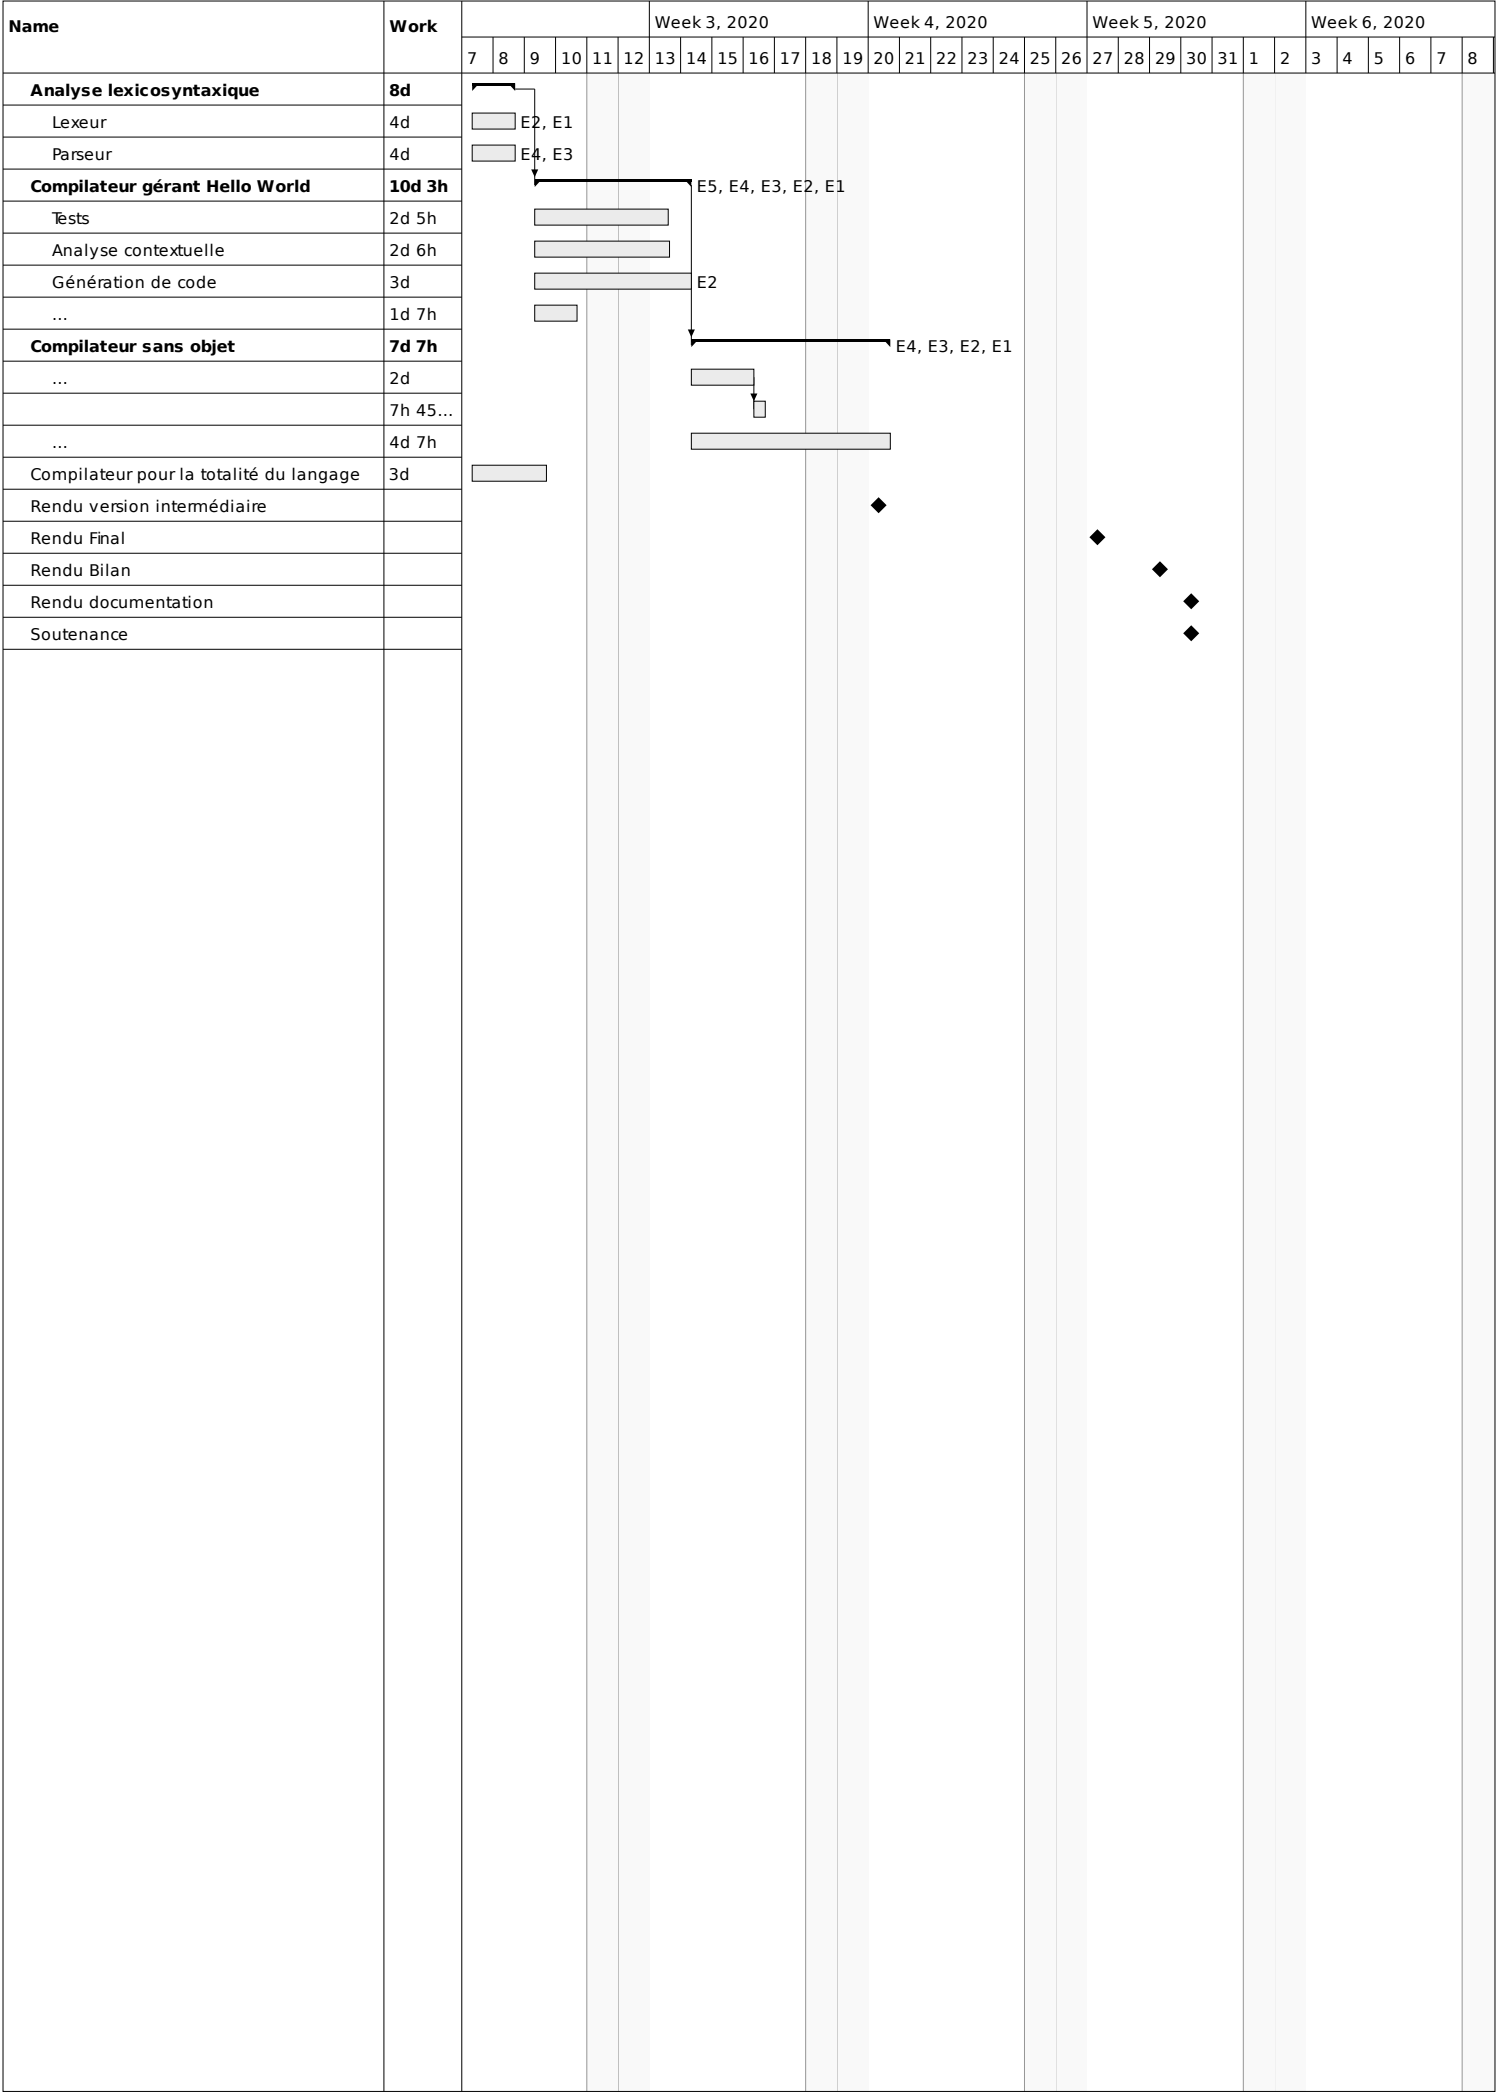 Name Work Week 3, 2020 Week 4, 2020 Week 5, 2020 Week 6, 2020
7 8 9 10 11 12 13 14 15 16 17 18 19 20 21 22 23 24 25 26 27 28 29 30 31 1 2 3 4 5 6 7 8
Analyse lexicosyntaxique 8d
Lexeur 4d E2, E1
Parseur 4d E4, E3
Compilateur gérant Hello World 10d 3h E5, E4, E3, E2, E1
Tests 2d 5h
Analyse contextuelle 2d 6h
Génération de code 3d E2
... 1d 7h
Compilateur sans objet 7d 7h E4, E3, E2, E1
... 2d
7h 45...
... 4d 7h
Compilateur pour la totalité du langage 3d
Rendu version intermédiaire
Rendu Final
Rendu Bilan
Rendu documentation
Soutenance